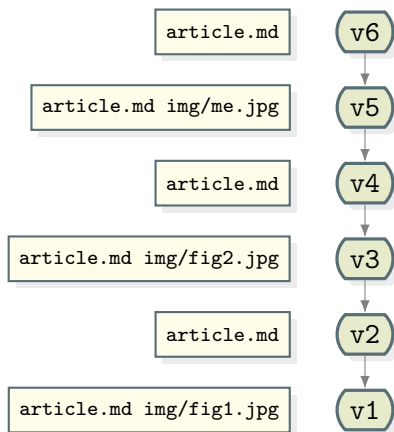 article.md v6
article.md img/me.jpg v5
article.md v4
article.md img/fig2.jpg v3
article.md v2
article.md img/fig1.jpg v1